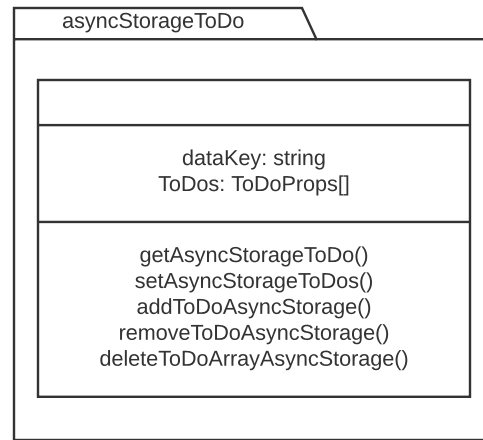 asyncStorageToDo
dataKey: string
ToDos: ToDoProps[]
getAsyncStorageToDo()
setAsyncStorageToDos()
addToDoAsyncStorage()
removeToDoAsyncStorage()
deleteToDoArrayAsyncStorage()